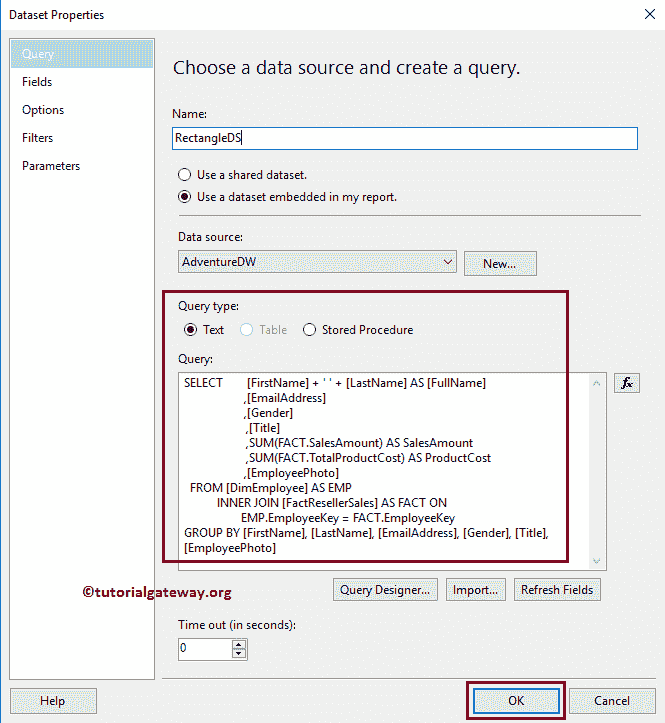 Dataset Properties
Query
Fields
Options
Filters
Parameters
Choose a data source and create a query.
Name:
RectangleDS
Use a shared dataset.
Use a dataset embedded in my report.
Data source:
AdventureDW
New...
Query type:
Text Table Stored Procedure
Query:
SELECT [FirstName] + ' ' + [LastName] AS [FullName]
,[EmailAddress]
,[Gender]
,[Title]
,SUM(FACT.SalesAmount) AS SalesAmount
,SUM(FACT.TotalProductCost) AS ProductCost
,[EmployeePhoto]
FROM [DimEmployee] AS EMP
INNER JOIN [FactResellerSales] AS FACT ON
EMP.EmployeeKey = FACT.EmployeeKey
GROUP BY [FirstName], [LastName], [EmailAddress], [Gender], [Title],
[EmployeePhoto]
fx
©tutorialgateway.org
Query Designer... Import... Refresh Fields
Time out (in seconds):
0
Help OK Cancel